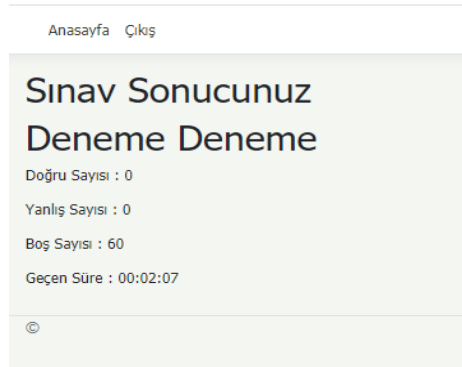 Anasayfa Çıkış
Sınav Sonucunuz
Deneme Deneme
Doğru Sayısı : 0
Yanlış Sayısı : 0
Boş Sayısı : 60
Geçen Süre : 00:02:07
©